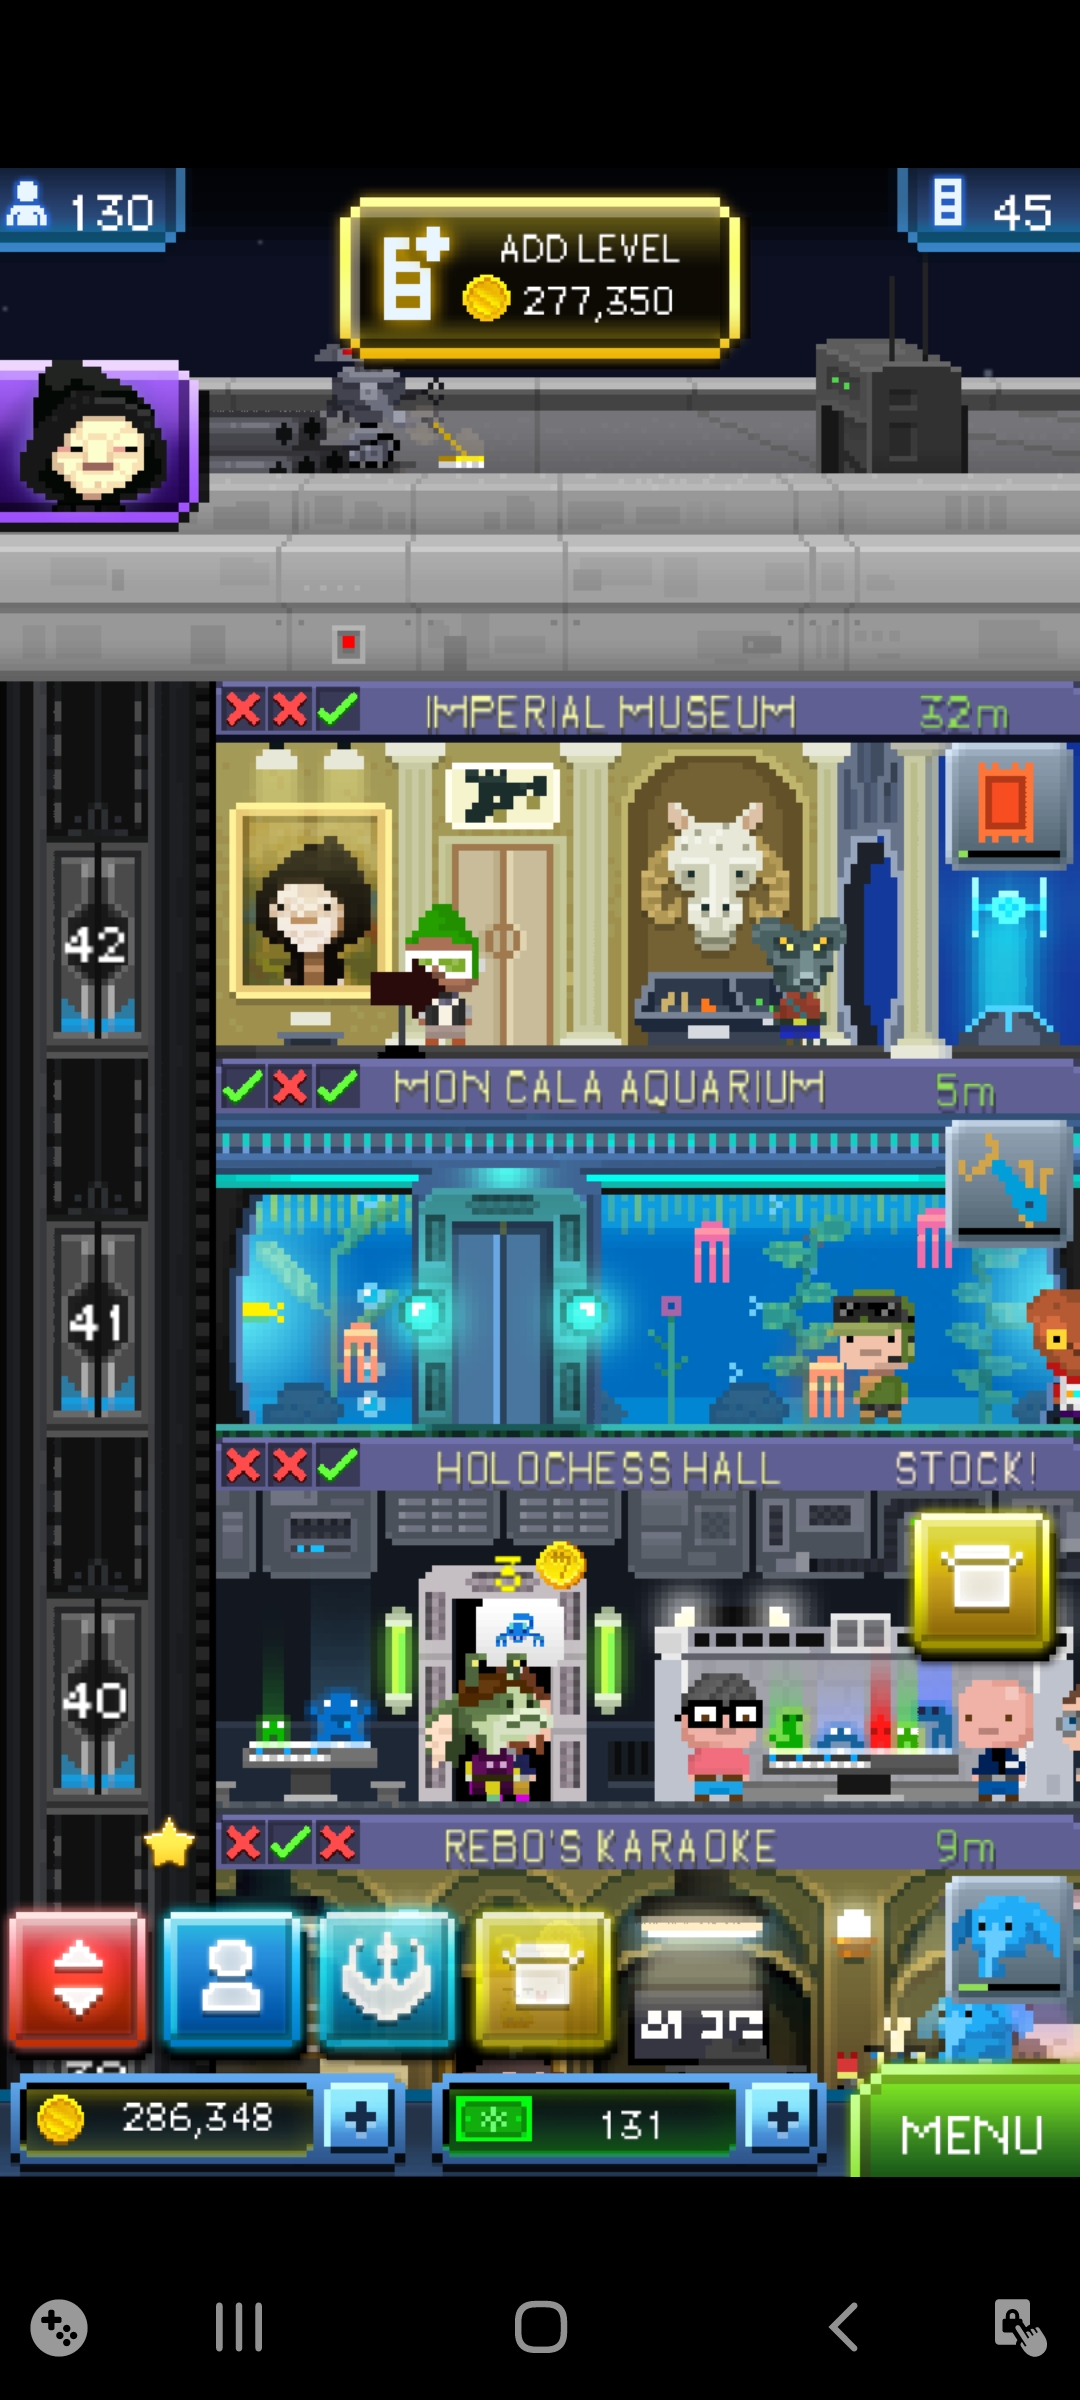 130
ADD LEVEL
277,350
45
IMPERIAL MUSEUM 32m
42
MON CALA AQUARIUM 5m
41
HOLOCHESS HALL STOCK!
3
40
REBO'S KARAOKE 9m
286,348
131
MENU